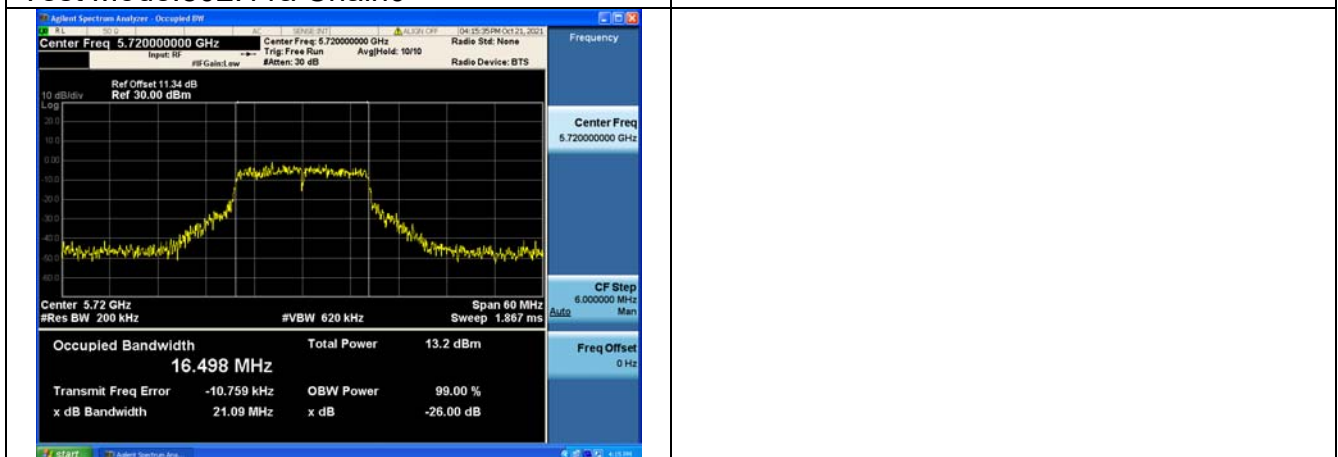 Agilent Spectrum Analyzer - Occupied BW
RL 50 Ω AC SENSE:INT ALIGN OFF 04:15:35 PM Oct 21, 2021
Center Freq 5.720000000 GHz
Center Freq: 5.720000000 GHz
Radio Std: None
Frequency
Input: RF
Trig: Free Run
Avg|Hold: 10/10
#IFGain:Low
#Atten: 30 dB
Radio Device: BTS
Ref Offset 11.34 dB
10 dB/div
Ref 30.00 dBm
Log
20.0
10.0
0.00
-10.0
-20.0
-30.0
-40.0
-50.0
-60.0
Center Freq
5.720000000 GHz
Center 5.72 GHz
Span 60 MHz
#Res BW 200 kHz
#VBW 620 kHz
Sweep 1.867 ms
CF Step
6.000000 MHz
Auto Man
Occupied Bandwidth
Total Power 13.2 dBm
16.498 MHz
Freq Offset
0 Hz
Transmit Freq Error -10.759 kHz
OBW Power 99.00 %
x dB Bandwidth 21.09 MHz
x dB -26.00 dB
start
Agilent Spectrum Ana...
4:15 PM